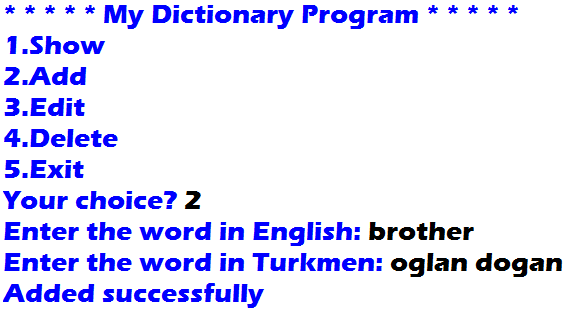 * * * * * My Dictionary Program * * * * *
1.Show
2.Add
3.Edit
4.Delete
5.Exit
Your choice? 2
Enter the word in English: brother
Enter the word in Turkmen: oglan dogan
Added successfully